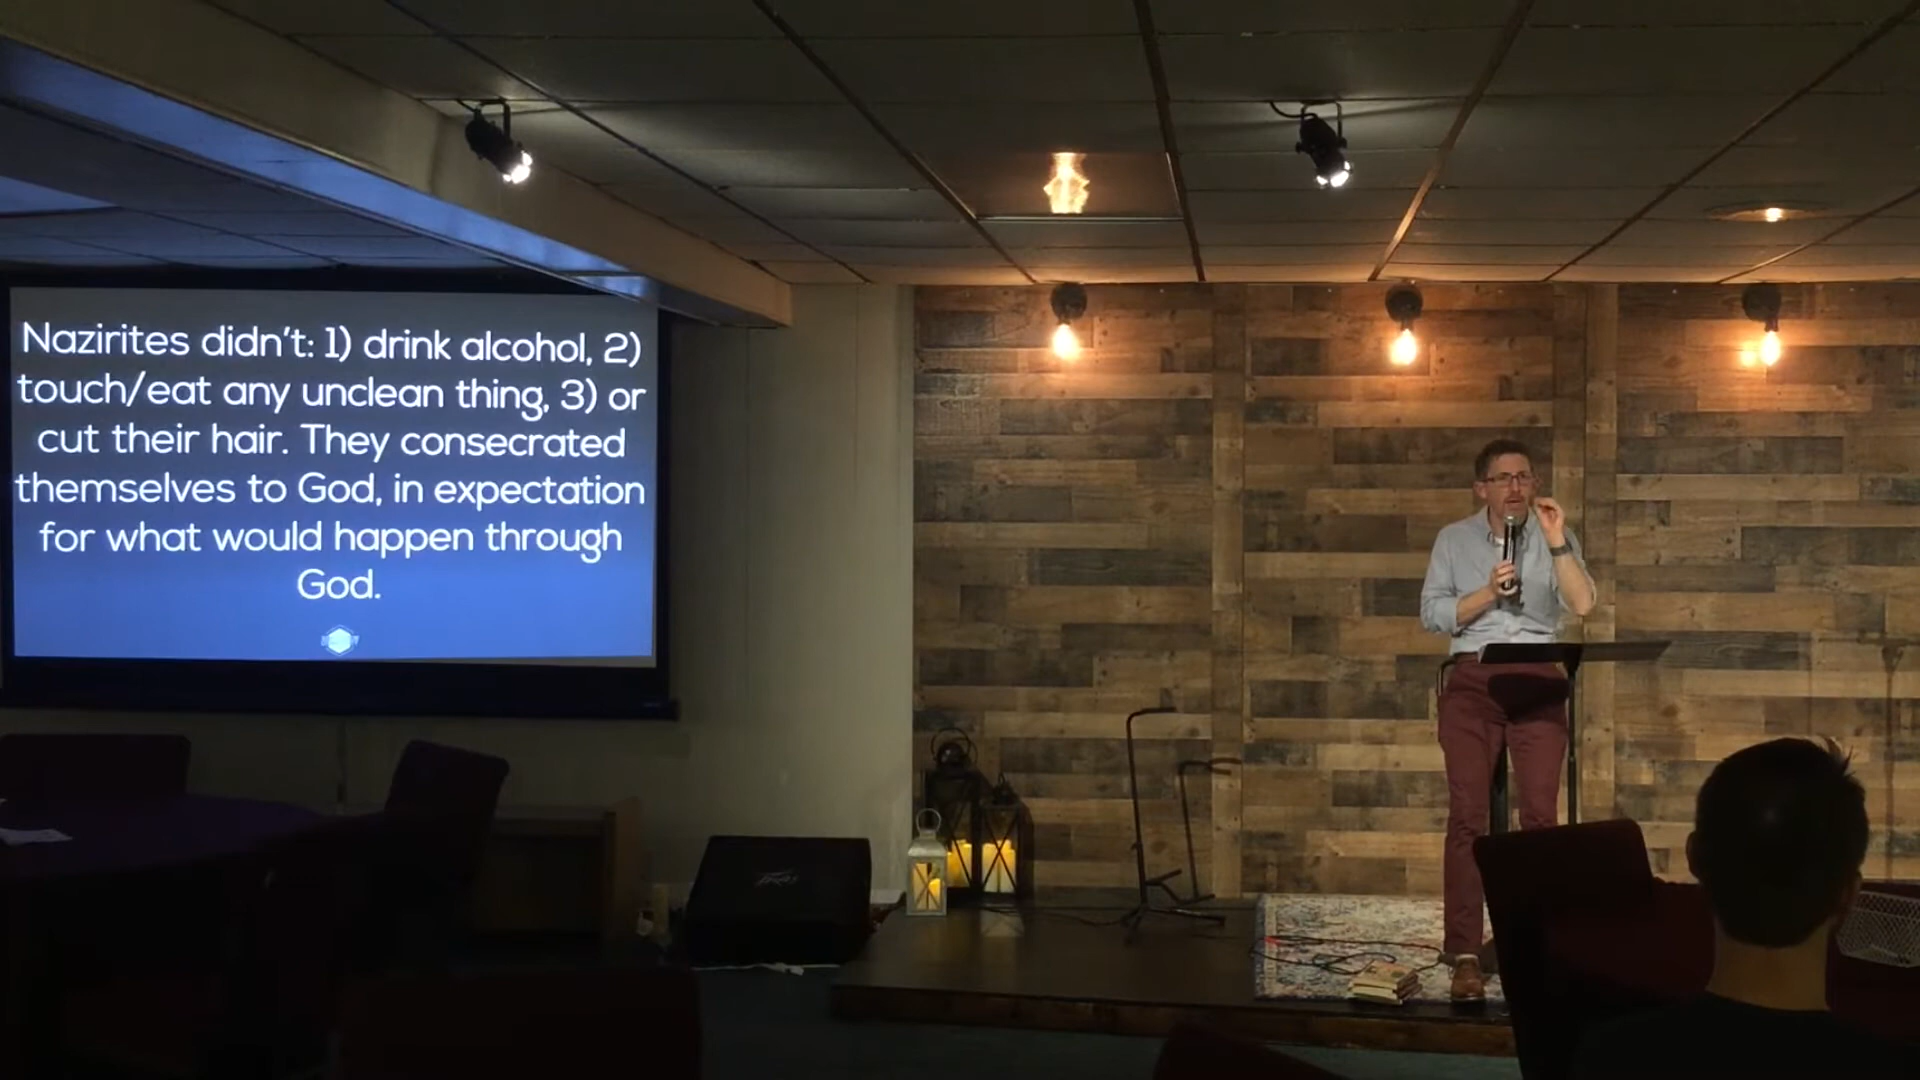 Nazirites didn't: 1) drink alcohol, 2)
touch/eat any unclean thing, 3) or
cut their hair. They consecrated
themselves to God, in expectation
for what would happen through
God.